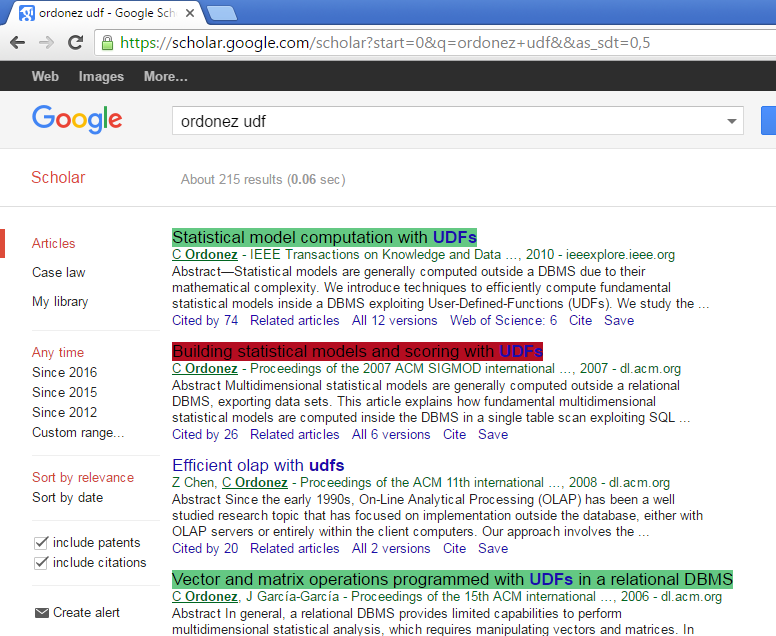 ordonez udf - Google Sch
https://scholar.google.com/scholar?start=0&q=ordonez+udf&&as_sdt=0,5
Web Images More...
Google
ordonez udf
Scholar
About 215 results (0.06 sec)
Articles
Case law
My library
Any time
Since 2016
Since 2015
Since 2012
Custom range...
Sort by relevance
Sort by date
include patents
include citations
Create alert
Statistical model computation with UDFs
C Ordonez - IEEE Transactions on Knowledge and Data ..., 2010 - ieeexplore.ieee.org
Abstract—Statistical models are generally computed outside a DBMS due to their
mathematical complexity. We introduce techniques to efficiently compute fundamental
statistical models inside a DBMS exploiting User-Defined-Functions (UDFs). We study the ...
Cited by 74 Related articles All 12 versions Web of Science: 6 Cite Save
Building statistical models and scoring with UDFs
C Ordonez - Proceedings of the 2007 ACM SIGMOD international ..., 2007 - dl.acm.org
Abstract Multidimensional statistical models are generally computed outside a relational
DBMS, exporting data sets. This article explains how fundamental multidimensional
statistical models are computed inside the DBMS in a single table scan exploiting SQL ...
Cited by 26 Related articles All 6 versions Cite Save
Efficient olap with udfs
Z Chen, C Ordonez - Proceedings of the ACM 11th international ..., 2008 - dl.acm.org
Abstract Since the early 1990s, On-Line Analytical Processing (OLAP) has been a well
studied research topic that has focused on implementation outside the database, either with
OLAP servers or entirely within the client computers. Our approach involves the ...
Cited by 20 Related articles All 2 versions Cite Save
Vector and matrix operations programmed with UDFs in a relational DBMS
C Ordonez, J García-García - Proceedings of the 15th ACM international ..., 2006 - dl.acm.org
Abstract In general, a relational DBMS provides limited capabilities to perform
multidimensional statistical analysis, which requires manipulating vectors and matrices. In